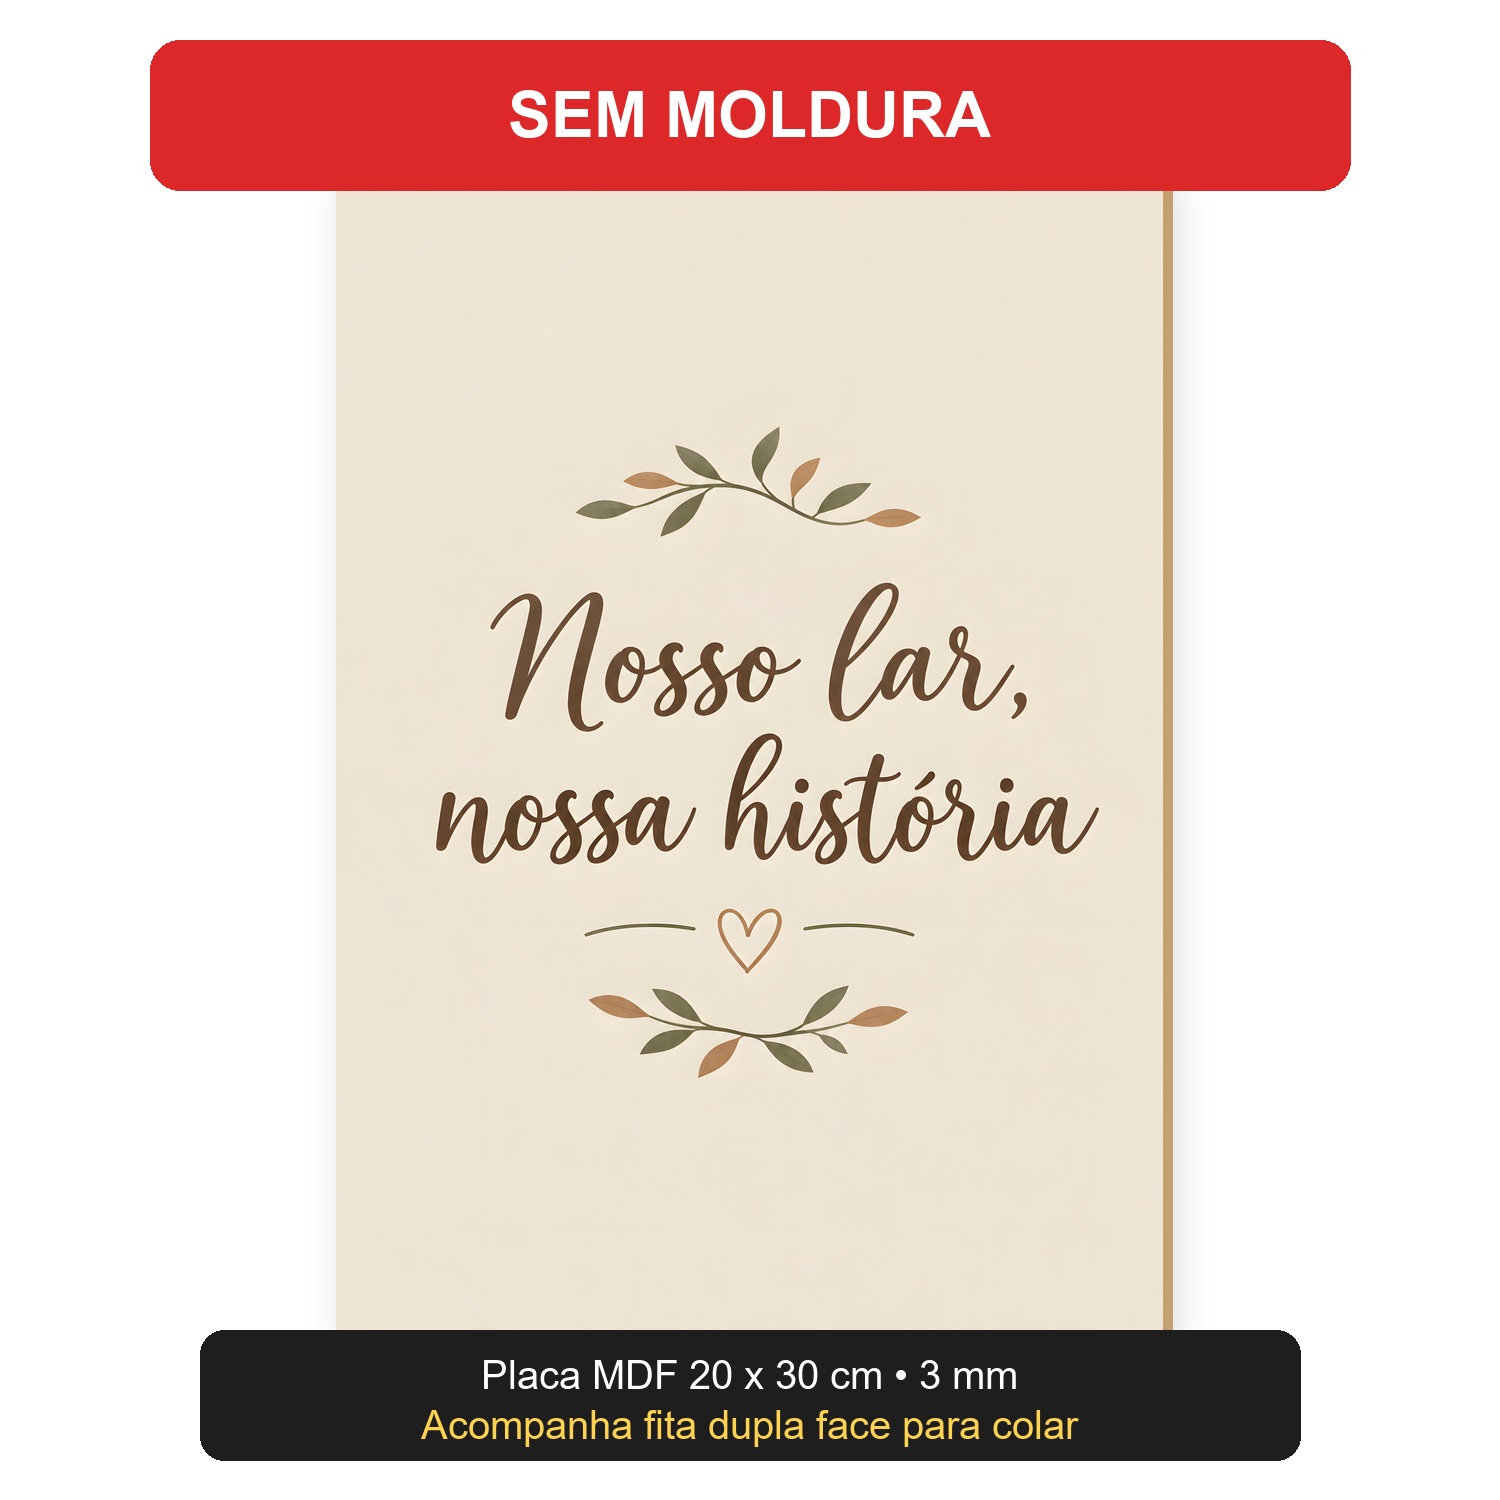 SEM MOLDURA
Nosso lar,
nossa história
Placa MDF 20 x 30 cm • 3 mm
Acompanha fita dupla face para colar